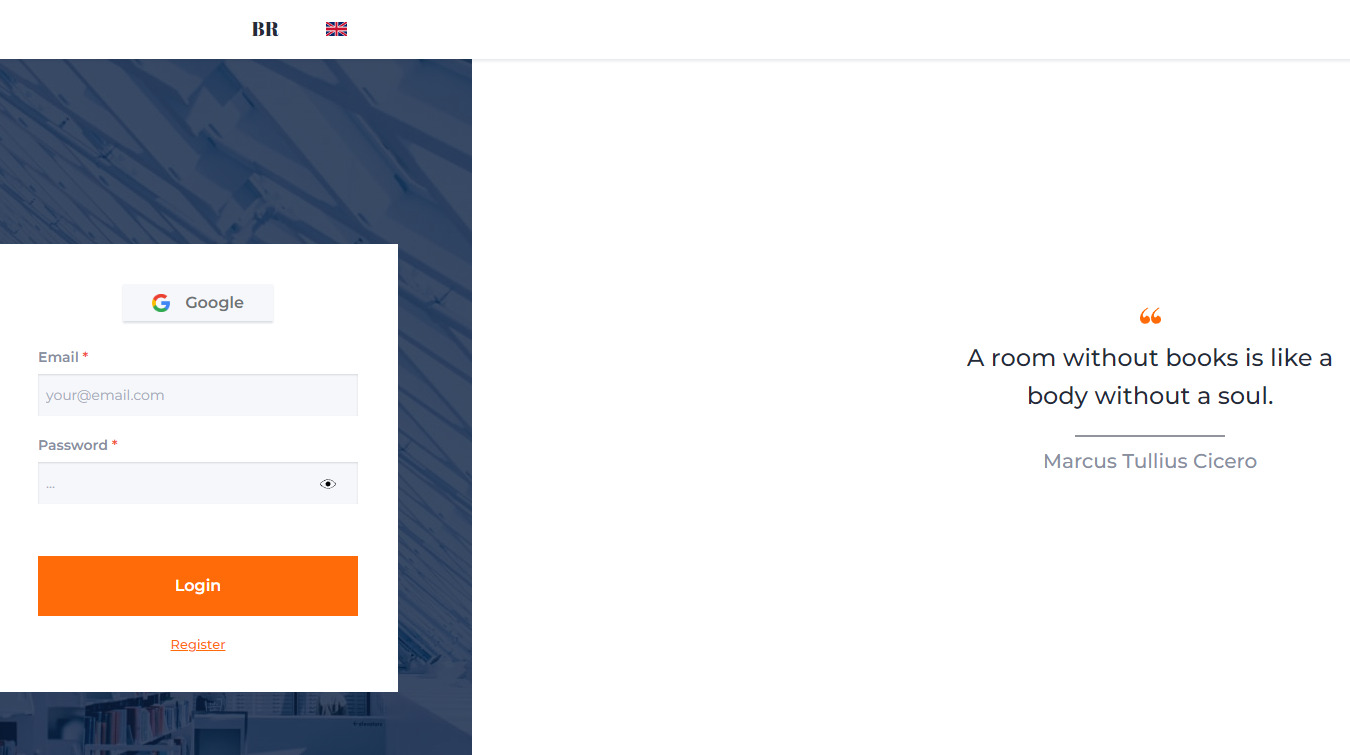 BR
Google
Email *
your@email.com
Password *
...
Login
Register
“
A room without books is like a
body without a soul.
Marcus Tullius Cicero